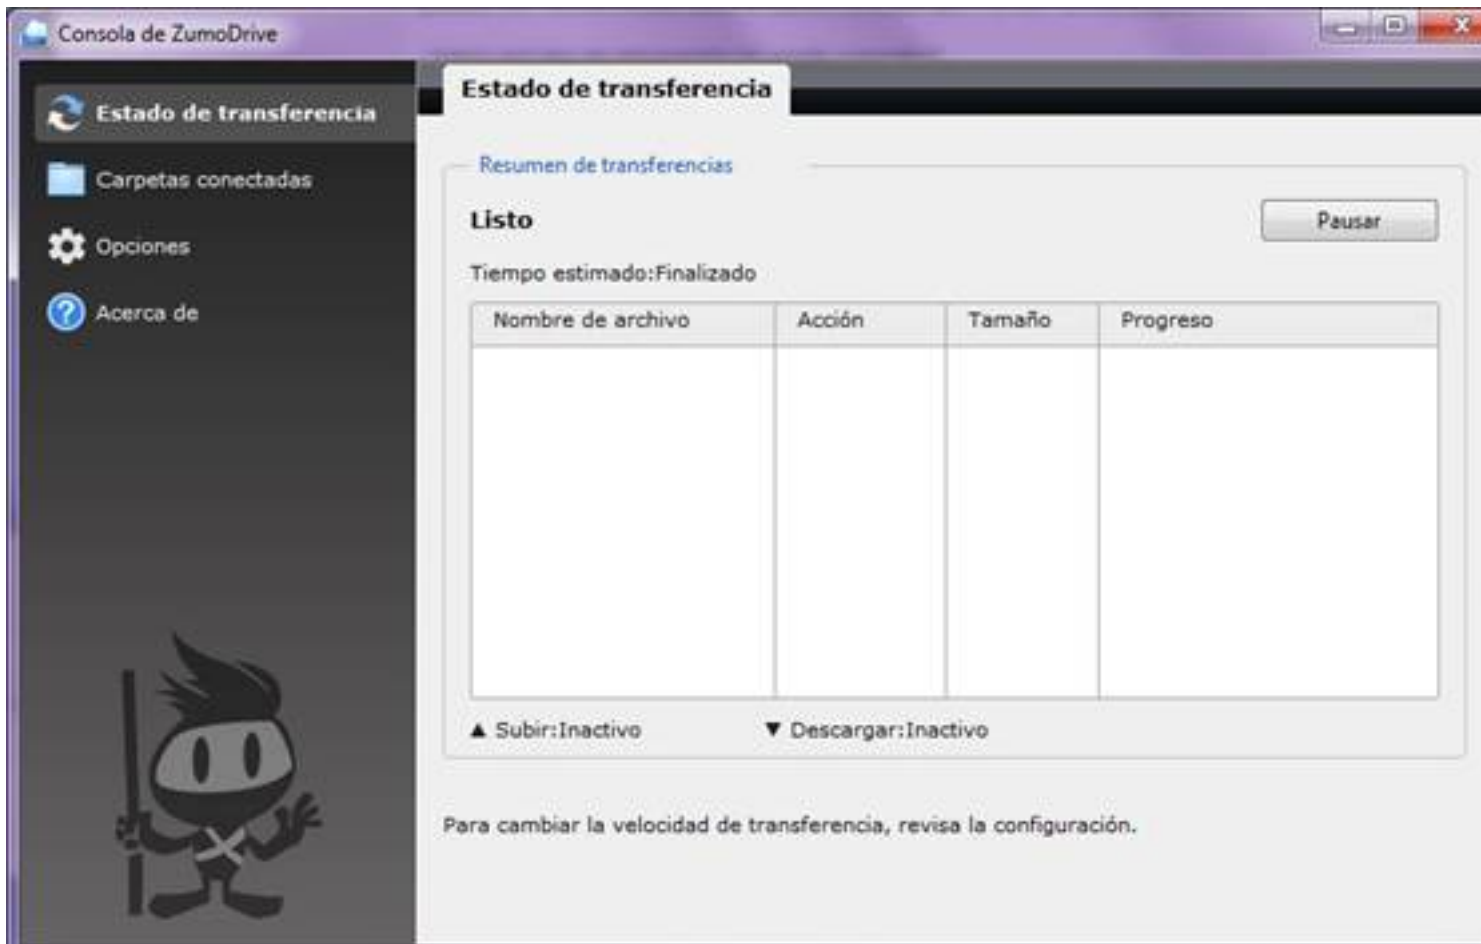 Consola de ZumoDrive
Estado de transferencia
Carpetas conectadas
Opciones
Acerca de
Estado de transferencia
Resumen de transferencias
Listo
Pausar
Tiempo estimado:Finalizado
Nombre de archivo Acción Tamaño Progreso
▲ Subir:Inactivo ▼ Descargar:Inactivo
Para cambiar la velocidad de transferencia, revisa la configuración.